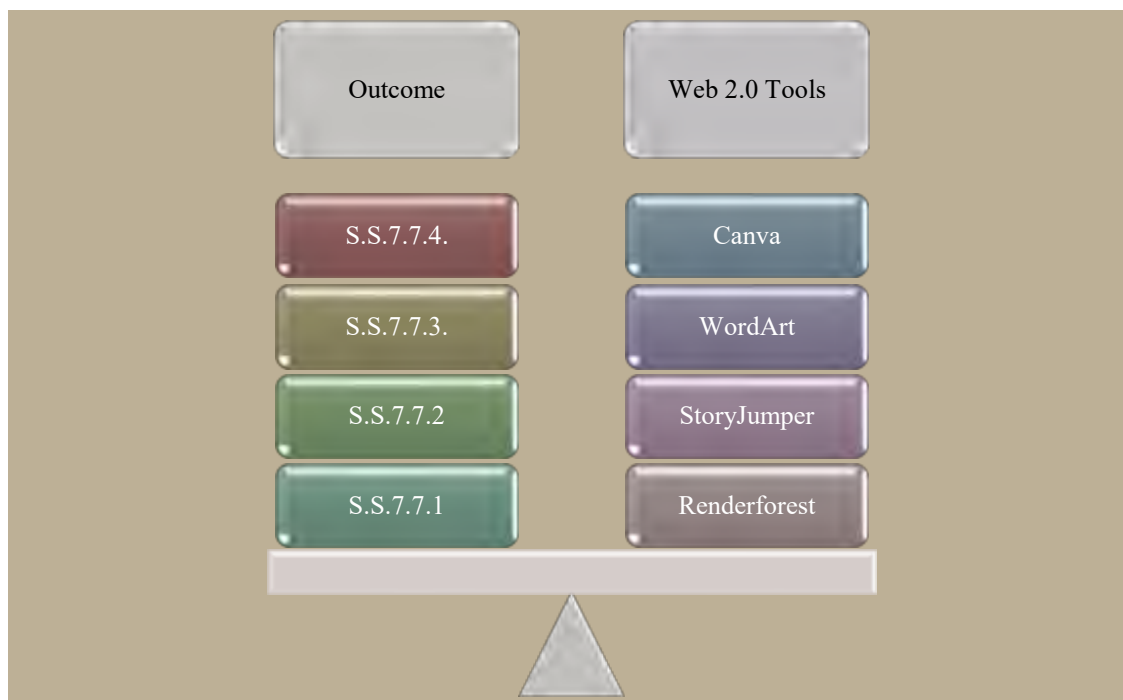 Outcome
Web 2.0 Tools
S.S.7.7.4.
Canva
S.S.7.7.3.
WordArt
S.S.7.7.2
StoryJumper
S.S.7.7.1
Renderforest